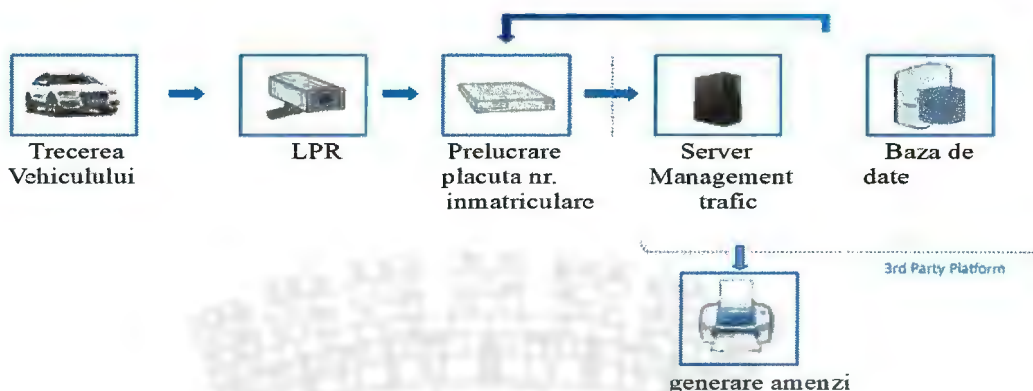 Trecerea
Vehiculului
LPR
Prelucrare
placuta nr.
inmatriculare
Server
Management
trafic
Baza de
date
3rd Party Platform
generare amenzi